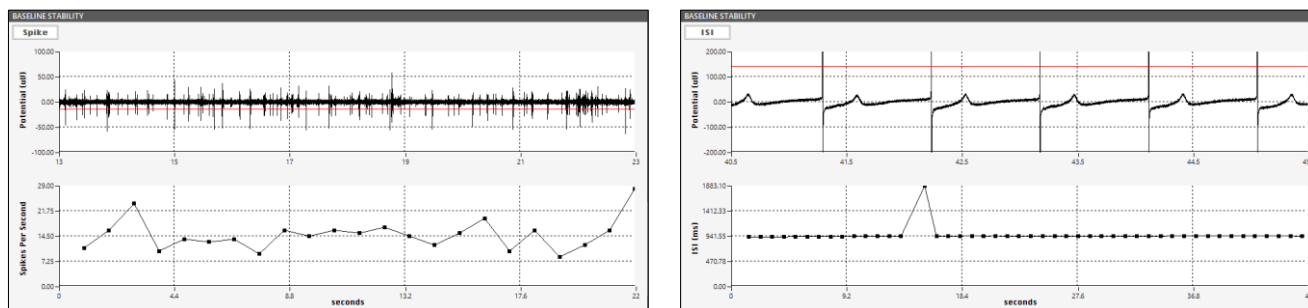 BASELINE STABILITY
Spike
Potential (uV)
100.00
50.00
0.00
-50.00
-100.00
13 15 17 19 21 23
Spikes Per Second
29.00
21.75
14.50
7.25
0.00
0 4.4 8.8 13.2 17.6 22
seconds
BASELINE STABILITY
ISI
Potential (uV)
200.00
100.00
0.00
-100.00
-200.00
40.5 41.5 42.5 43.5 44.5
ISI (ms)
1883.10
1412.33
941.55
470.78
0.00
0 9.2 18.4 27.6 36.8
seconds